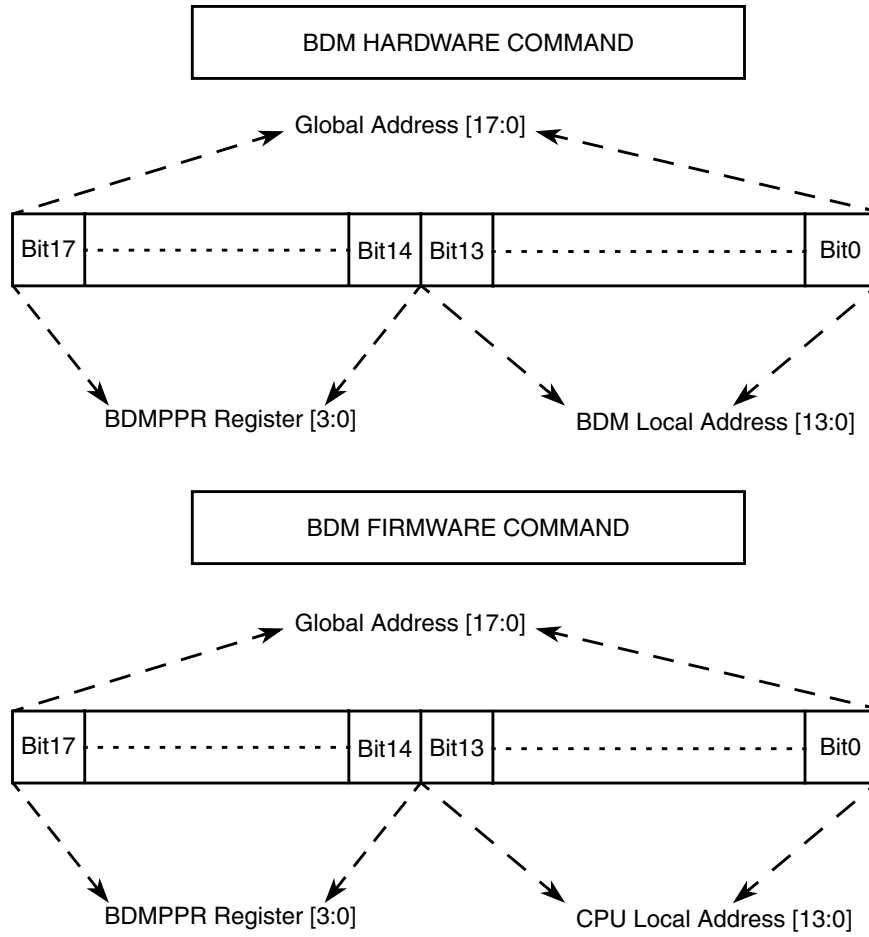 BDM HARDWARE COMMAND
Global Address [17:0]
Bit17 Bit14 Bit13 Bit0
BDMPPR Register [3:0] BDM Local Address [13:0]
BDM FIRMWARE COMMAND
Global Address [17:0]
Bit17 Bit14 Bit13 Bit0
BDMPPR Register [3:0] CPU Local Address [13:0]